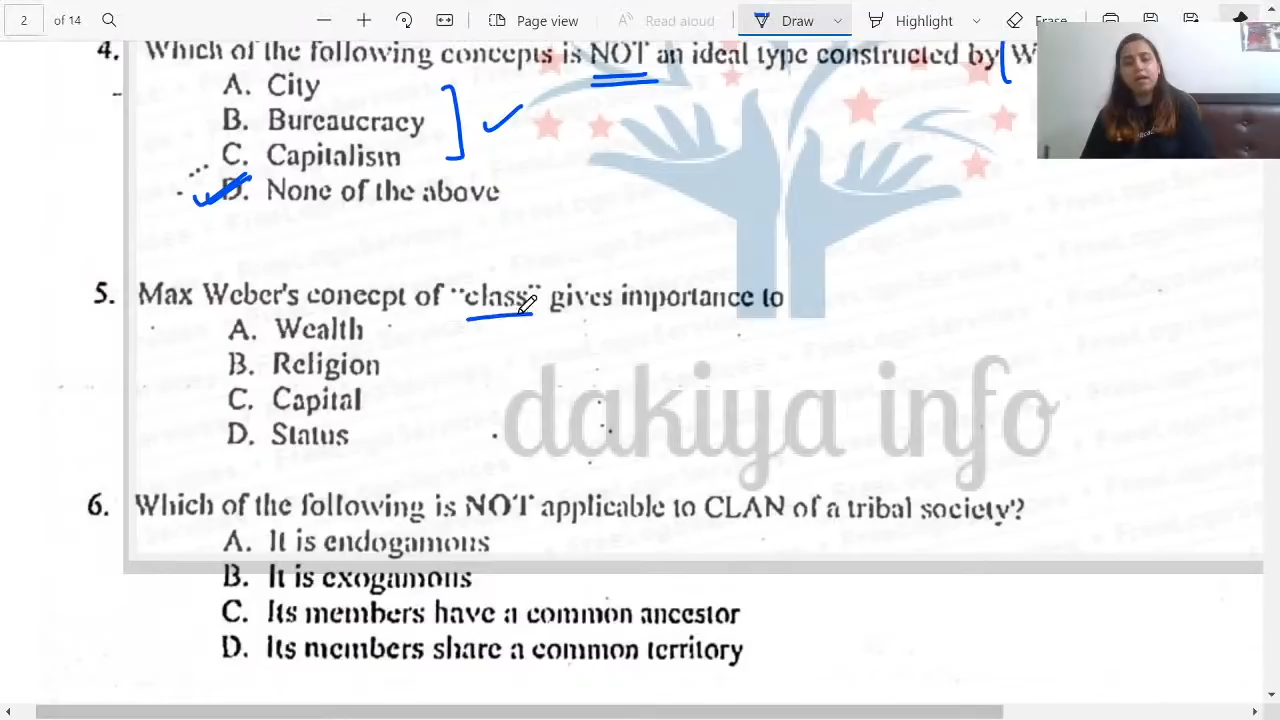 2 of 14 Page view Read aloud Draw Highlight Erase
4. Which of the following concepts is NOT an ideal type constructed by W
A. City
B. Bureaucracy
C. Capitalism
D. None of the above
5. Max Weber's conecpt of "class" gives importance to
A. Wealth
B. Religion
C. Capital
D. Status
dakiya info
6. Which of the following is NOT applicable to CLAN of a tribal society?
A. It is endogamous
B. It is exogamous
C. Its members have a common ancestor
D. Its members share a common territory